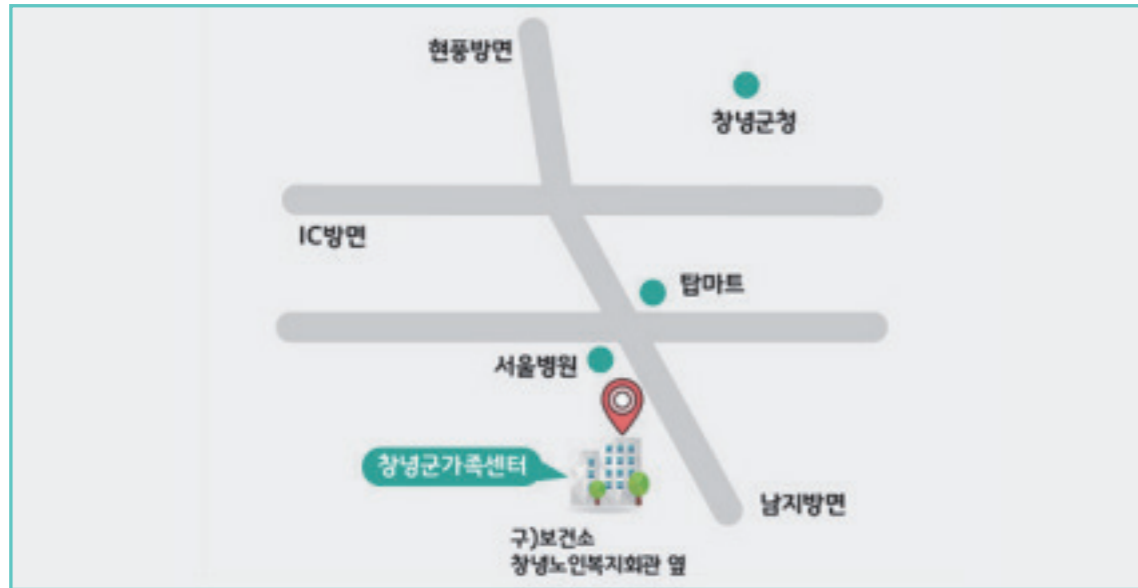 현풍방면
창녕군청
IC방면
탑마트
서울병원
창녕군가족센터
남지방면
구)보건소
창녕노인복지회관 옆